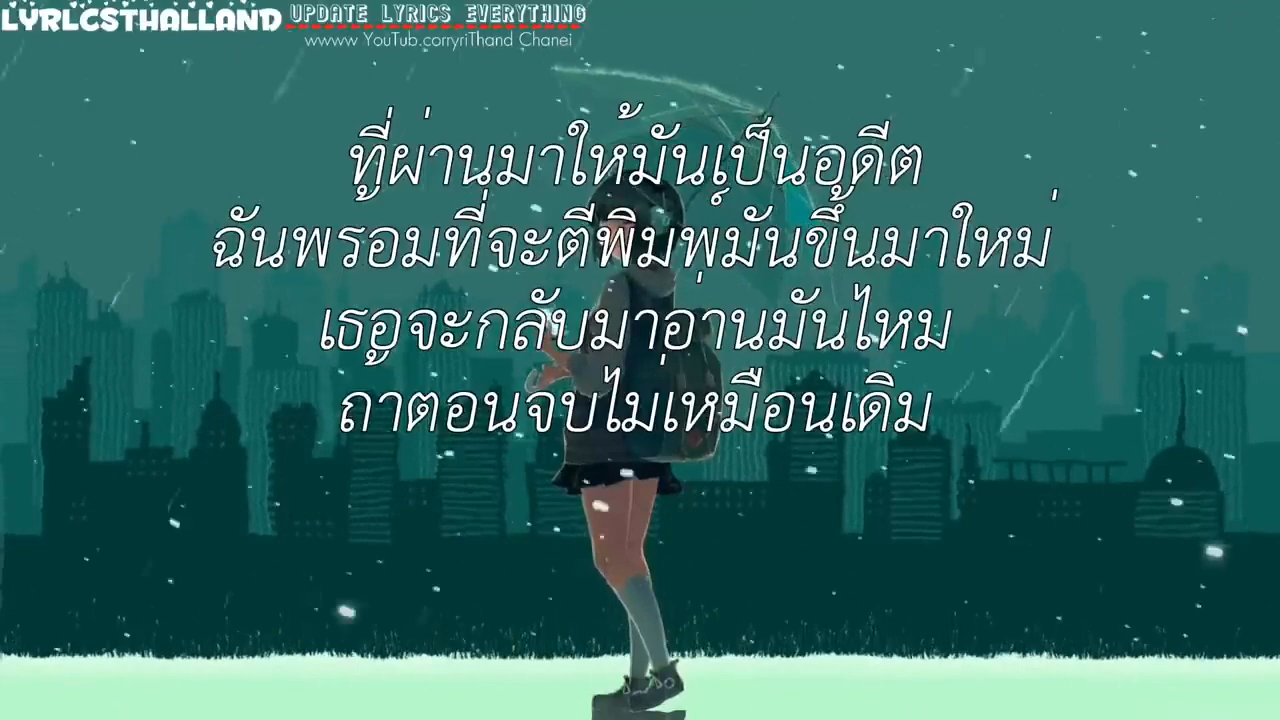 LYRLCSTHALLAND UPDATE LYRICS EVERYTHING
wwww YouTub.corryriThand Chanei
ที่ผ่านมาให้มันเป็นอดีต
ฉันพร้อมที่จะตีพิมพ์มันขึ้นมาใหม่
เธอจะกลับมาอ่านมันไหม
ถ้าตอนจบไม่เหมือนเดิม